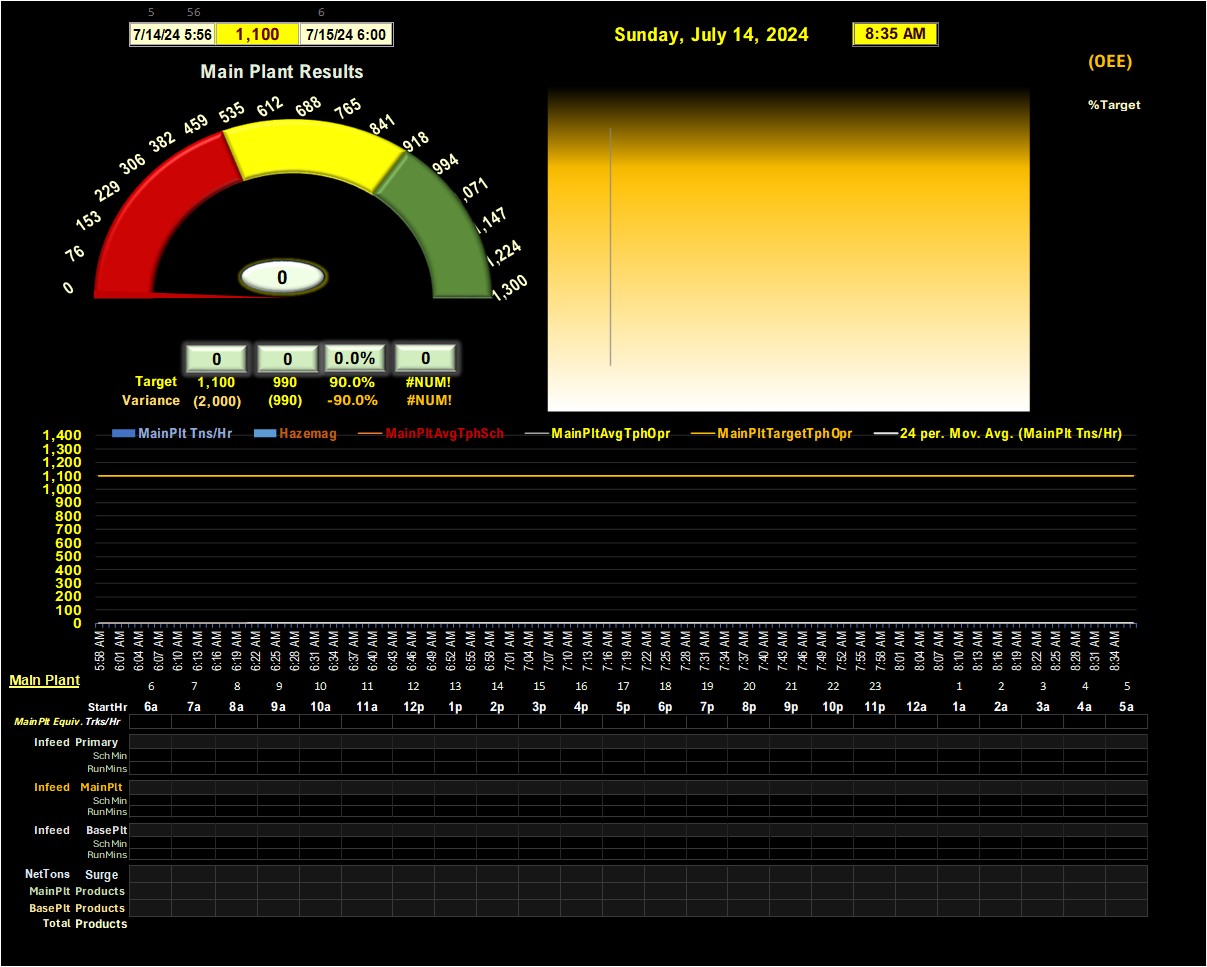 5 56 6
7/14/24 5:56 1,100 7/15/24 6:00 Sunday, July 14, 2024 8:35 AM
(OEE)
Main Plant Results
%Target
0 76 153 229 306 382 459 535 612 688 765 841 918 994 ,071 1,147 1,224 1,300
0
0 0 0.0% 0
Target 1,100 990 90.0% #NUM!
Variance (2,000) (990) -90.0% #NUM!
MainPlt Tns/Hr Hazemag MainPltAvgTphSch MainPltAvgTphOpr MainPltTargetTphOpr 24 per. Mov. Avg. (MainPlt Tns/Hr)
1,400
1,300
1,200
1,100
1,000
900
800
700
600
500
400
300
200
100
0
5:58 AM 6:01 AM 6:04 AM 6:07 AM 6:10 AM 6:13 AM 6:16 AM 6:19 AM 6:22 AM 6:25 AM 6:28 AM 6:31 AM 6:34 AM 6:37 AM 6:40 AM 6:43 AM 6:46 AM 6:49 AM 6:52 AM 6:55 AM 6:58 AM 7:01 AM 7:04 AM 7:07 AM 7:10 AM 7:13 AM 7:16 AM 7:19 AM 7:22 AM 7:25 AM 7:28 AM 7:31 AM 7:34 AM 7:37 AM 7:40 AM 7:43 AM 7:46 AM 7:49 AM 7:52 AM 7:55 AM 7:58 AM 8:01 AM 8:04 AM 8:07 AM 8:10 AM 8:13 AM 8:16 AM 8:19 AM 8:22 AM 8:25 AM 8:28 AM 8:31 AM 8:34 AM
Main Plant
6 7 8 9 10 11 12 13 14 15 16 17 18 19 20 21 22 23 1 2 3 4 5
StartHr 6a 7a 8a 9a 10a 11a 12p 1p 2p 3p 4p 5p 6p 7p 8p 9p 10p 11p 12a 1a 2a 3a 4a 5a
MainPlt Equiv. Trks/Hr
Infeed Primary
SchMin
RunMins
Infeed MainPlt
SchMin
RunMins
Infeed BasePlt
SchMin
RunMins
NetTons Surge
MainPlt Products
BasePlt Products
Total Products